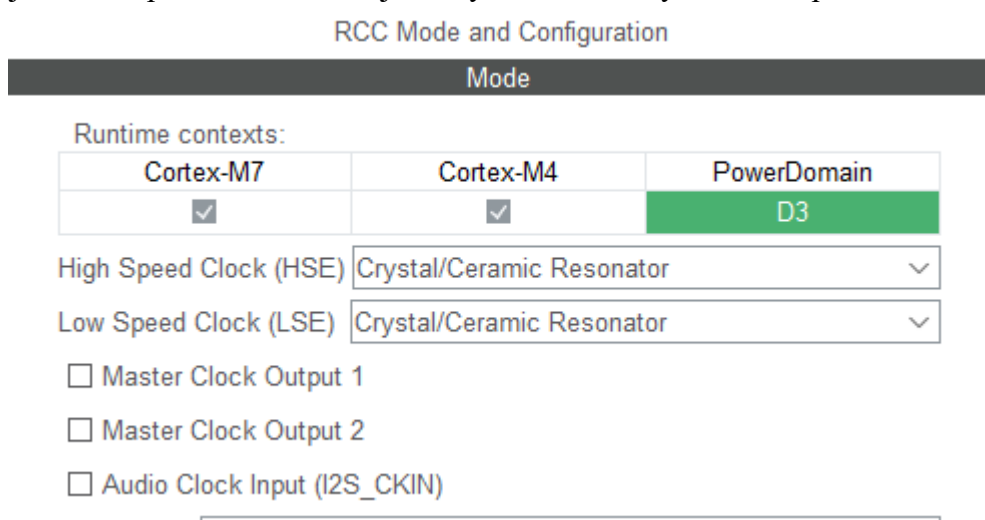 RCC Mode and Configuration
Mode
Runtime contexts:
Cortex-M7 Cortex-M4 PowerDomain
D3
High Speed Clock (HSE) Crystal/Ceramic Resonator
Low Speed Clock (LSE) Crystal/Ceramic Resonator
Master Clock Output 1
Master Clock Output 2
Audio Clock Input (I2S_CKIN)